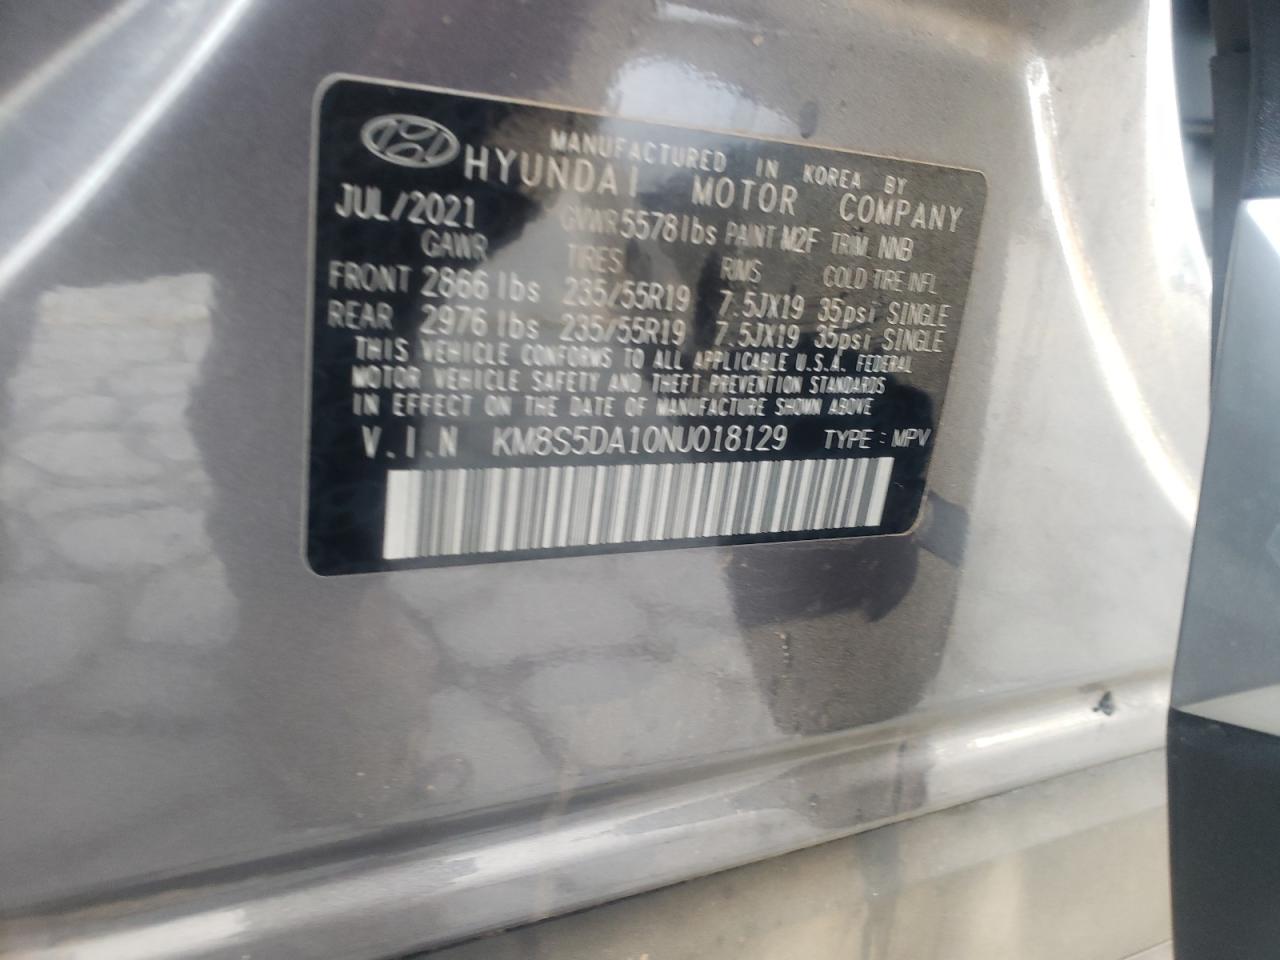 MANUFACTURED IN KOREA BY
HYUNDAI MOTOR COMPANY
JUL/2021 GVWR 5578lbs PAINT M2F TRIM NNB
GAWR TIRES RIMS COLD TIRE INFL
FRONT 2866 lbs 235/55R19 7.5JX19 35psi SINGLE
REAR 2976 lbs 235/55R19 7.5JX19 35psi SINGLE
THIS VEHICLE CONFORMS TO ALL APPLICABLE U.S.A. FEDERAL
MOTOR VEHICLE SAFETY AND THEFT PREVENTION STANDARDS
IN EFFECT ON THE DATE OF MANUFACTURE SHOWN ABOVE
V.I.N KM8S5DA10NU018129 TYPE : MPV